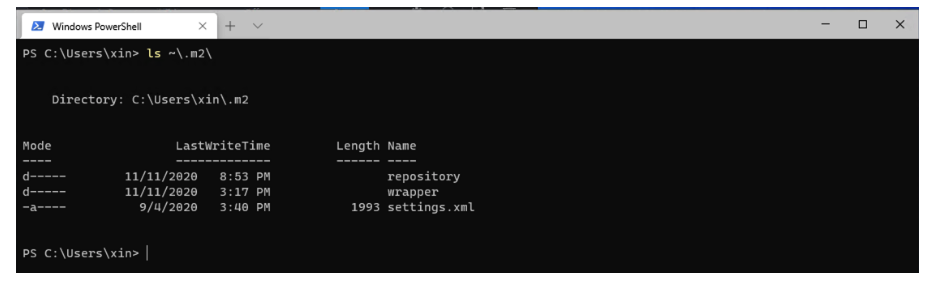 Windows PowerShell
PS C:\Users\xin> ls ~\.m2\
Directory: C:\Users\xin\.m2
Mode LastWriteTime Length Name
---- ------------- ------ ----
d----- 11/11/2020 8:53 PM repository
d----- 11/11/2020 3:17 PM wrapper
-a---- 9/4/2020 3:40 PM 1993 settings.xml
PS C:\Users\xin>